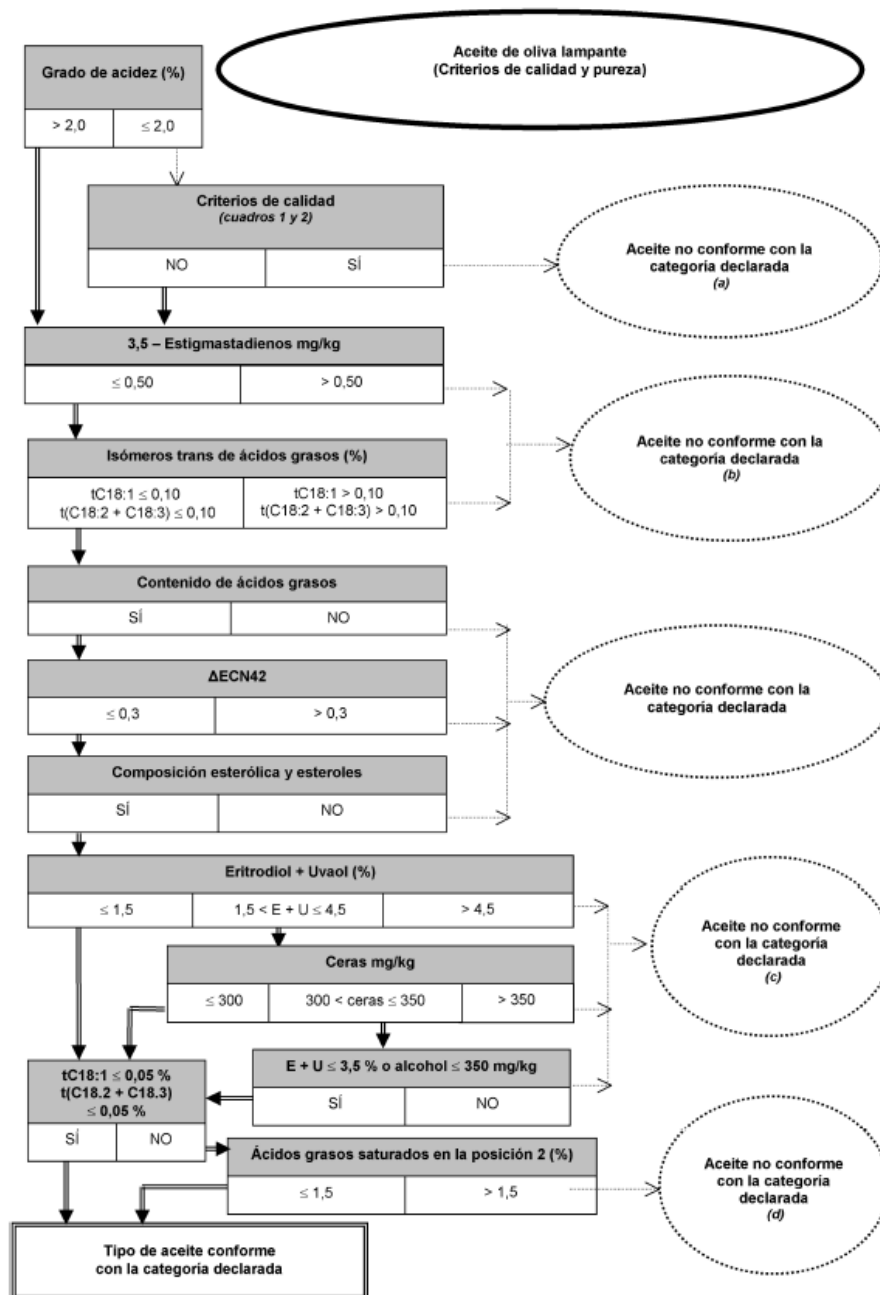 Aceite de oliva lampante
(Criterios de calidad y pureza)
Grado de acidez (%)
> 2,0
≤ 2,0
Criterios de calidad
(cuadros 1 y 2)
NO
SÍ
Aceite no conforme con la
categoría declarada
(a)
3,5 – Estigmastadienos mg/kg
≤ 0,50
> 0,50
Isómeros trans de ácidos grasos (%)
tC18:1 ≤ 0,10
t(C18:2 + C18:3) ≤ 0,10
tC18:1 > 0,10
t(C18:2 + C18:3) > 0,10
Aceite no conforme con la
categoría declarada
(b)
Contenido de ácidos grasos
SÍ
NO
ΔECN42
≤ 0,3
> 0,3
Aceite no conforme con la
categoría declarada
Composición esterólica y esteroles
SÍ
NO
Eritrodiol + Uvaol (%)
≤ 1,5
1,5 < E + U ≤ 4,5
> 4,5
Ceras mg/kg
≤ 300
300 < ceras ≤ 350
> 350
Aceite no conforme
con la categoría
declarada
(c)
E + U ≤ 3,5 % o alcohol ≤ 350 mg/kg
SÍ
NO
tC18:1 ≤ 0,05 %
t(C18.2 + C18.3)
≤ 0,05 %
SÍ
NO
Ácidos grasos saturados en la posición 2 (%)
≤ 1,5
> 1,5
Aceite no conforme
con la categoría
declarada
(d)
Tipo de aceite conforme
con la categoría declarada